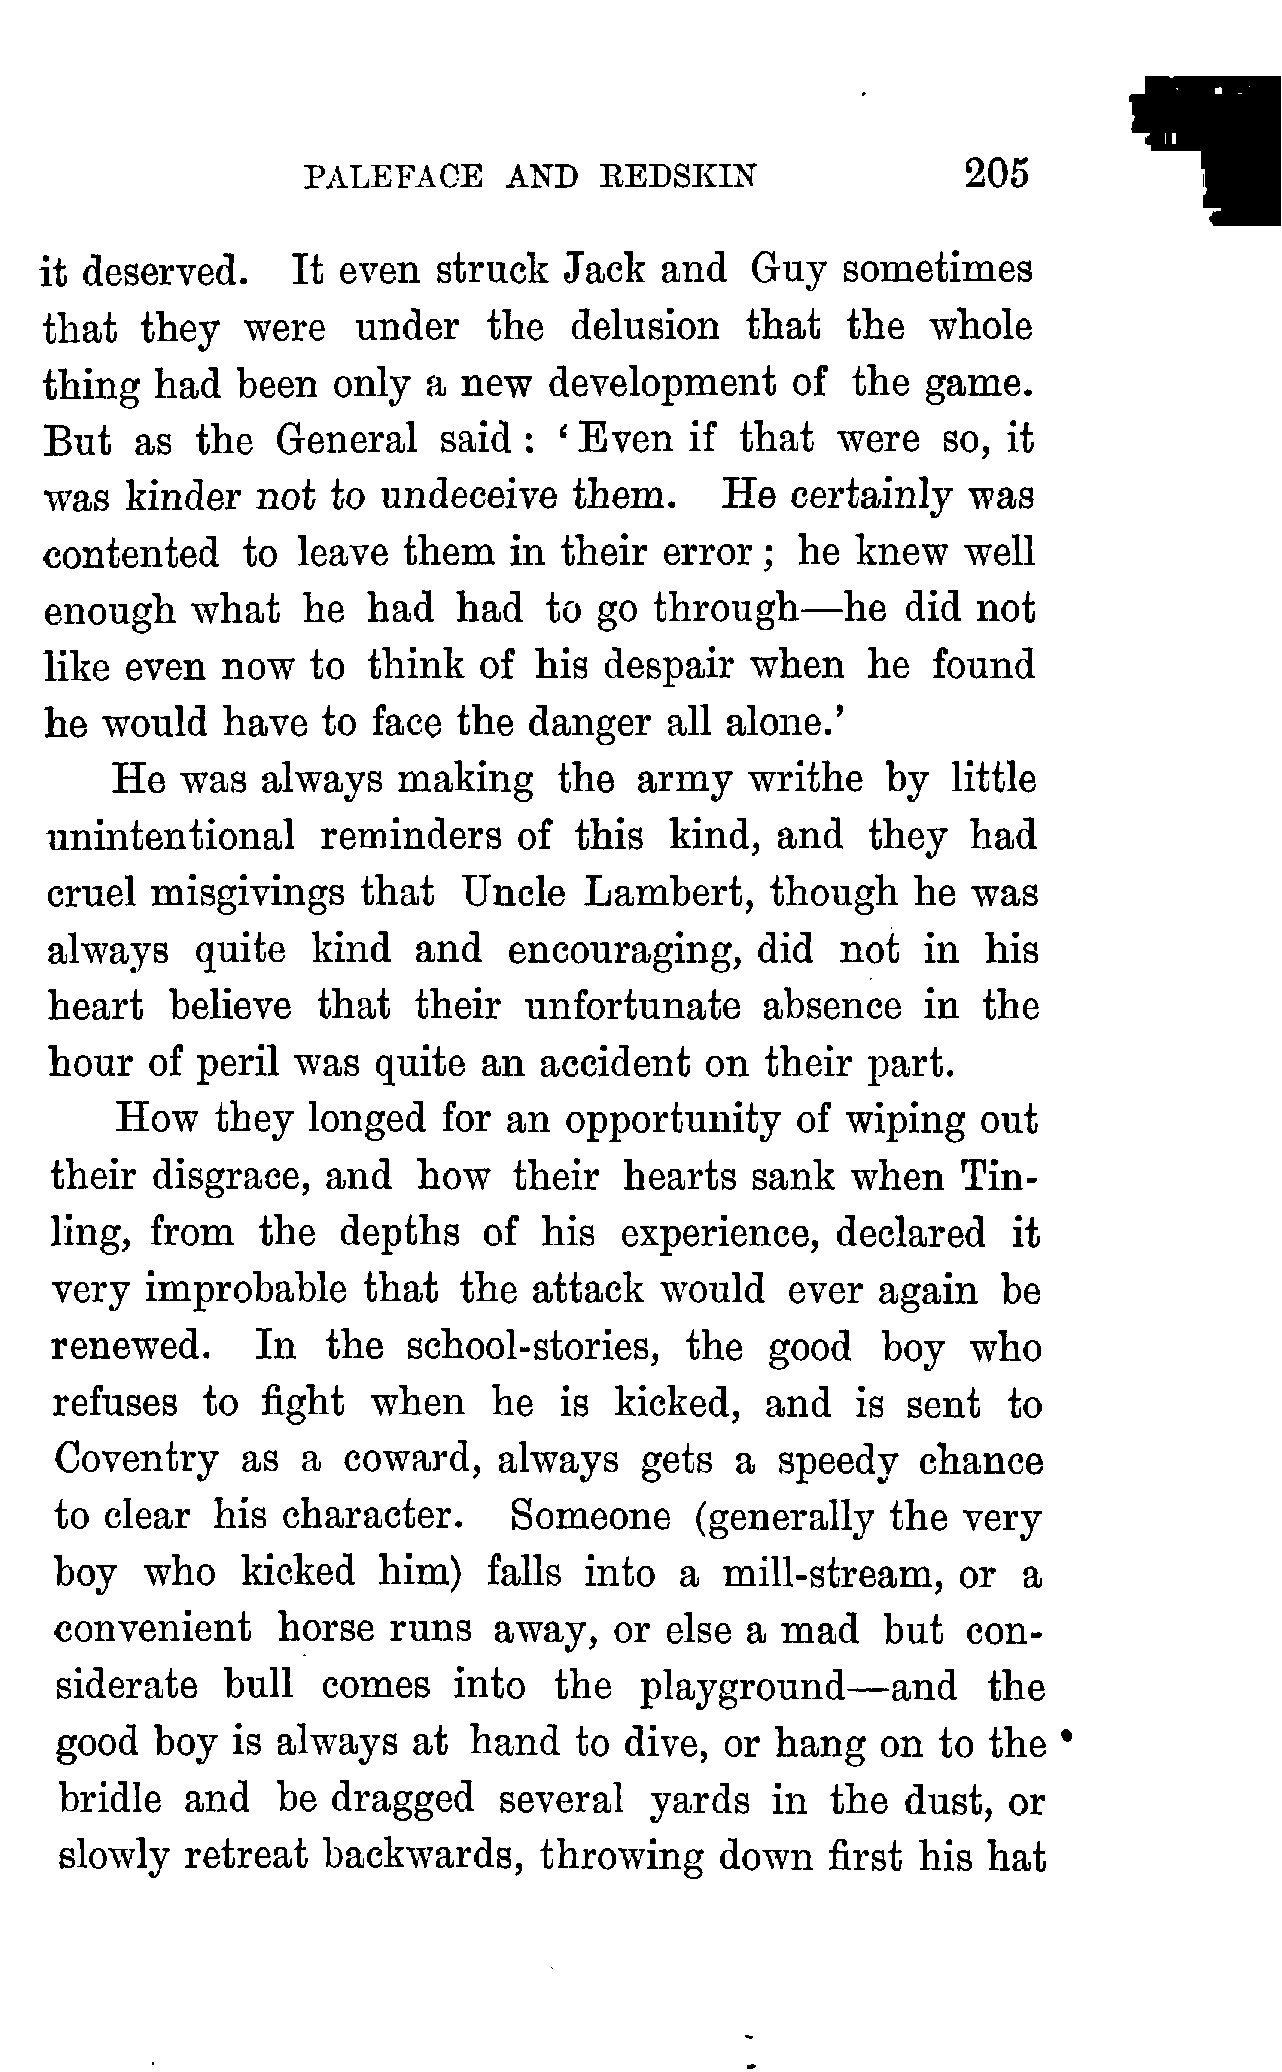 PALEFACE AND REDSKIN 205
it deserved. It even struck Jack and Guy sometimes
that they were under the delusion that the whole
thing had been only a new development of the game.
But as the General said : ‘ Even if that were so, it
was kinder not to undeceive them. He certainly was
contented to leave them in their error ; he knew well
enough what he had had to go through—he did not
like even now to think of his despair when he found
he would have to face the danger all alone.’
He was always making the army writhe by little
unintentional reminders of this kind, and they had
cruel misgivings that Uncle Lambert, though he was
always quite kind and encouraging, did not in his
heart believe that their unfortunate absence in the
hour of peril was quite an accident on their part.
How they longed for an opportunity of wiping out
their disgrace, and how their hearts sank when Tin-
ling, from the depths of his experience, declared it
very improbable that the attack would ever again be
renewed. In the school-stories, the good boy who
refuses to fight when he is kicked, and is sent to
Coventry as a coward, always gets a speedy chance
to clear his character. Someone (generally the very
boy who kicked him) falls into a mill-stream, or a
convenient horse runs away, or else a mad but con-
siderate bull comes into the playground—and the
good boy is always at hand to dive, or hang on to the
bridle and be dragged several yards in the dust, or
slowly retreat backwards, throwing down first his hat